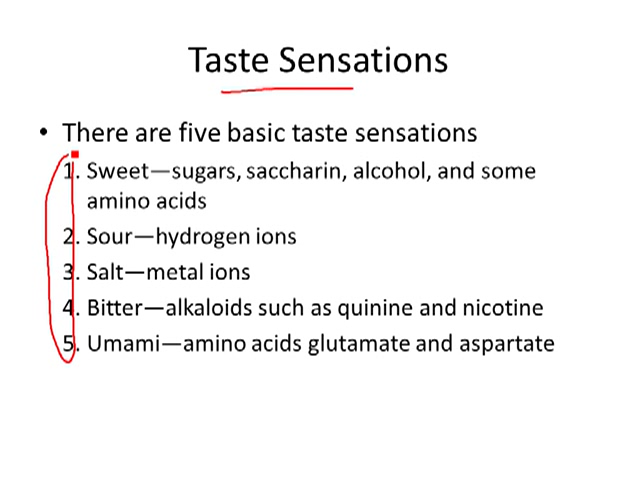 Taste Sensations
• There are five basic taste sensations
1. Sweet—sugars, saccharin, alcohol, and some
amino acids
2. Sour—hydrogen ions
3. Salt—metal ions
4. Bitter—alkaloids such as quinine and nicotine
5. Umami—amino acids glutamate and aspartate